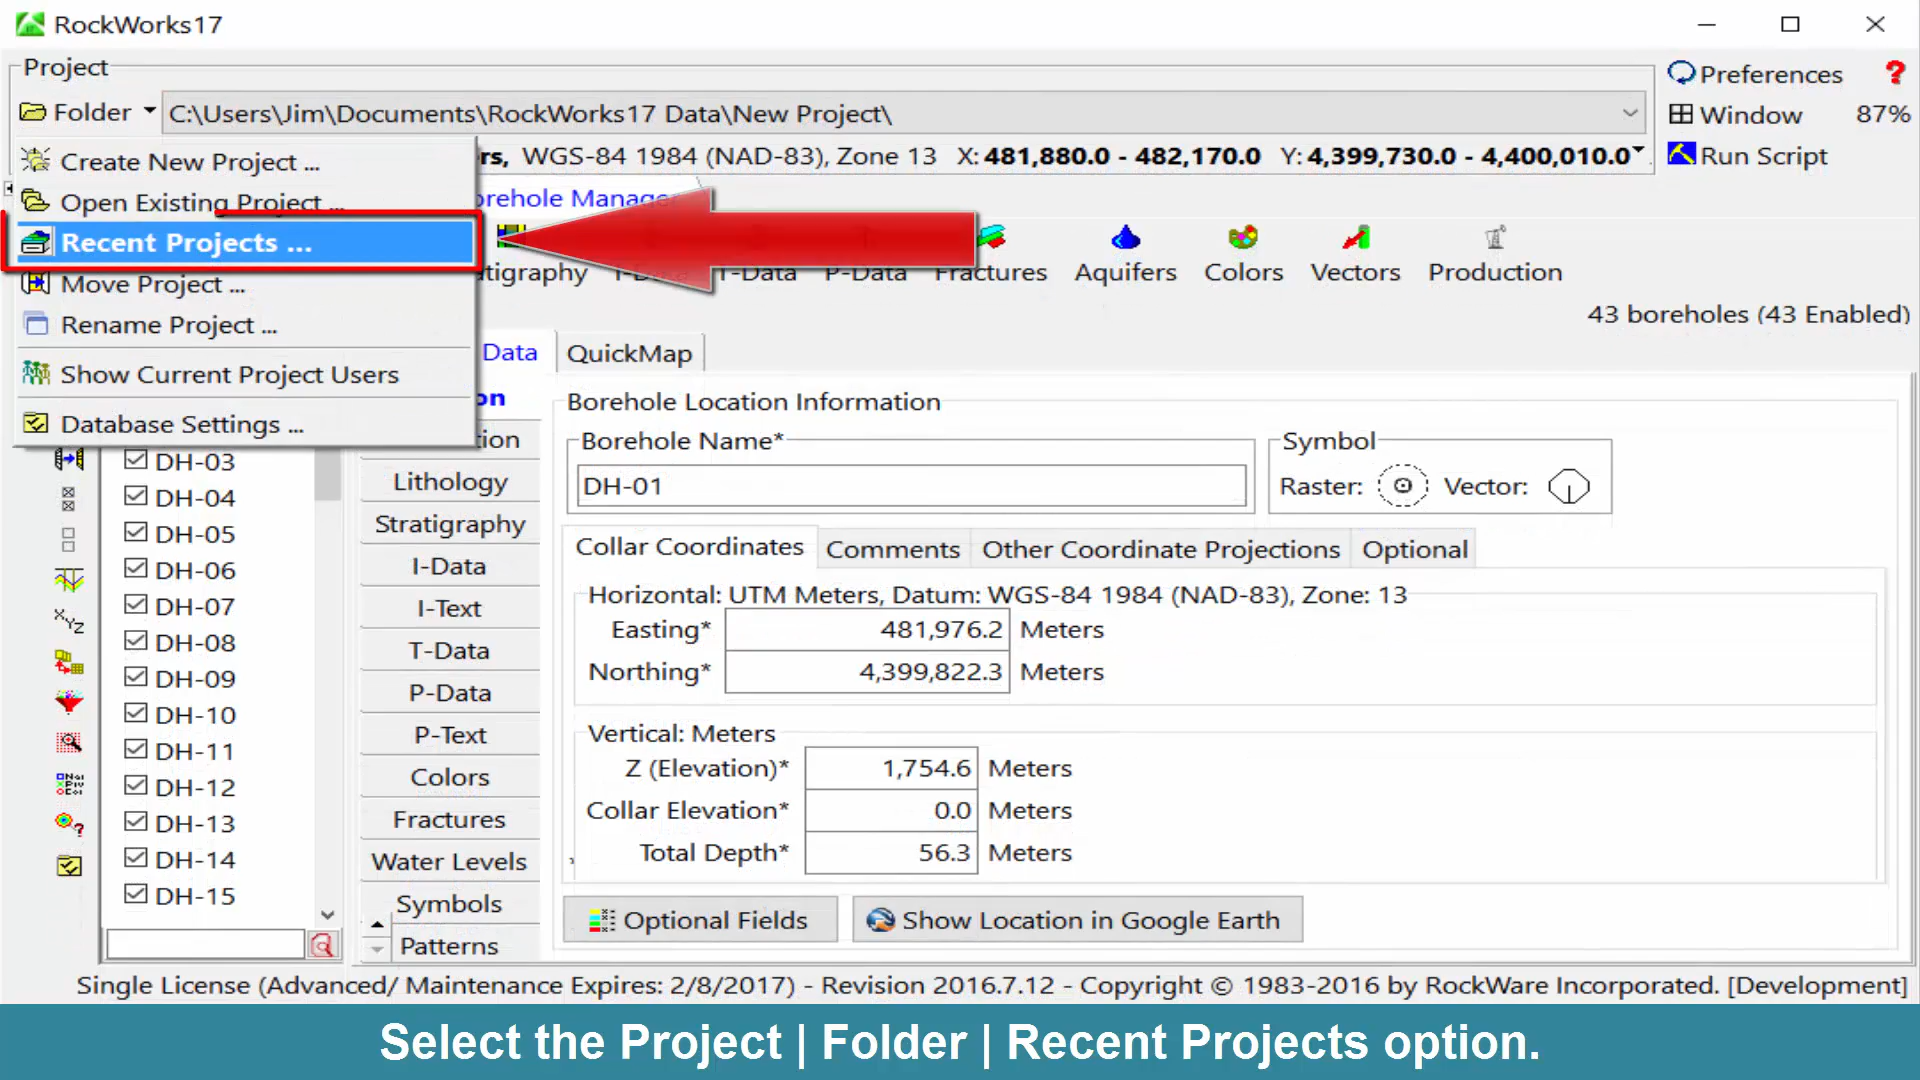 RockWorks17
Project
Folder
C:\Users\Jim\Documents\RockWorks17 Data\New Project\
Preferences ?
Window 87%
Run Script
rs, WGS-84 1984 (NAD-83), Zone 13 X: 481,880.0 - 482,170.0 Y: 4,399,730.0 - 4,400,010.0
Create New Project ...
Open Existing Project ...
Recent Projects ...
Move Project ...
Rename Project ...
Show Current Project Users
Database Settings ...
orehole Manage
tigraphy
T-Data
P-Data
Fractures
Aquifers
Colors
Vectors
Production
43 boreholes (43 Enabled)
Data
QuickMap
on
tion
Lithology
Stratigraphy
I-Data
I-Text
T-Data
P-Data
P-Text
Colors
Fractures
Water Levels
Symbols
Patterns
DH-03
DH-04
DH-05
DH-06
DH-07
DH-08
DH-09
DH-10
DH-11
DH-12
DH-13
DH-14
DH-15
Borehole Location Information
Borehole Name*
DH-01
Symbol
Raster:
Vector:
Collar Coordinates
Comments
Other Coordinate Projections
Optional
Horizontal: UTM Meters, Datum: WGS-84 1984 (NAD-83), Zone: 13
Easting* 481,976.2 Meters
Northing* 4,399,822.3 Meters
Vertical: Meters
Z (Elevation)* 1,754.6 Meters
Collar Elevation* 0.0 Meters
Total Depth* 56.3 Meters
Optional Fields
Show Location in Google Earth
Single License (Advanced/ Maintenance Expires: 2/8/2017) - Revision 2016.7.12 - Copyright © 1983-2016 by RockWare Incorporated. [Development]
Select the Project | Folder | Recent Projects option.